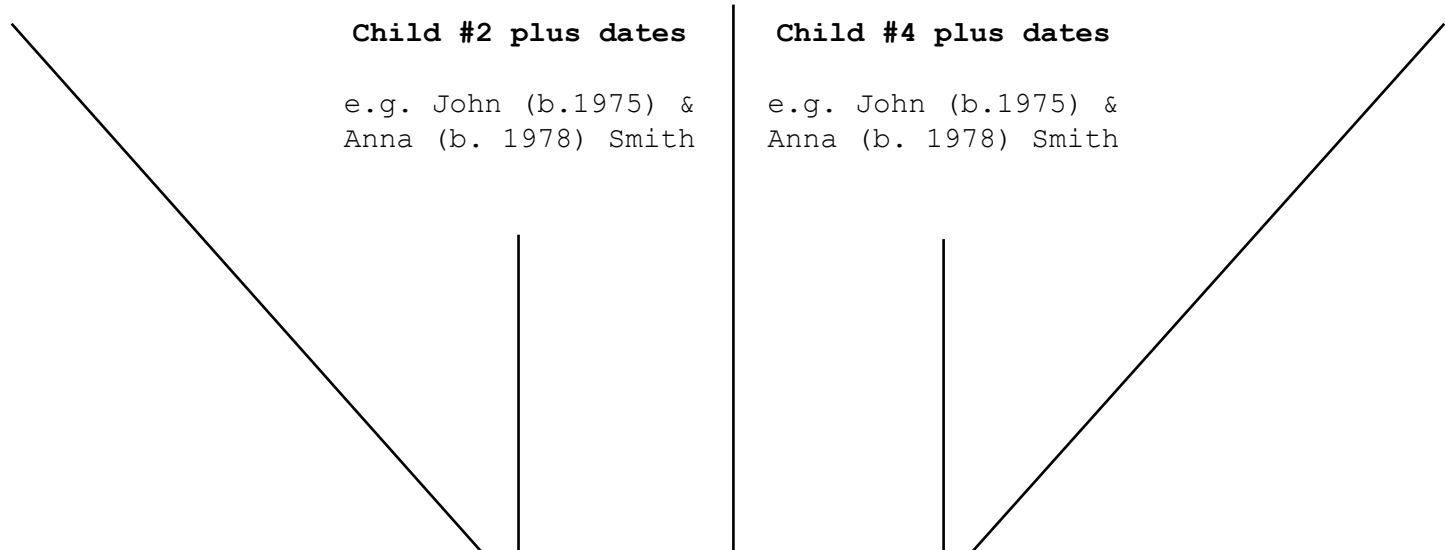 Child #2 plus dates
e.g. John (b.1975) &
Anna (b. 1978) Smith
Child #4 plus dates
e.g. John (b.1975) &
Anna (b. 1978) Smith